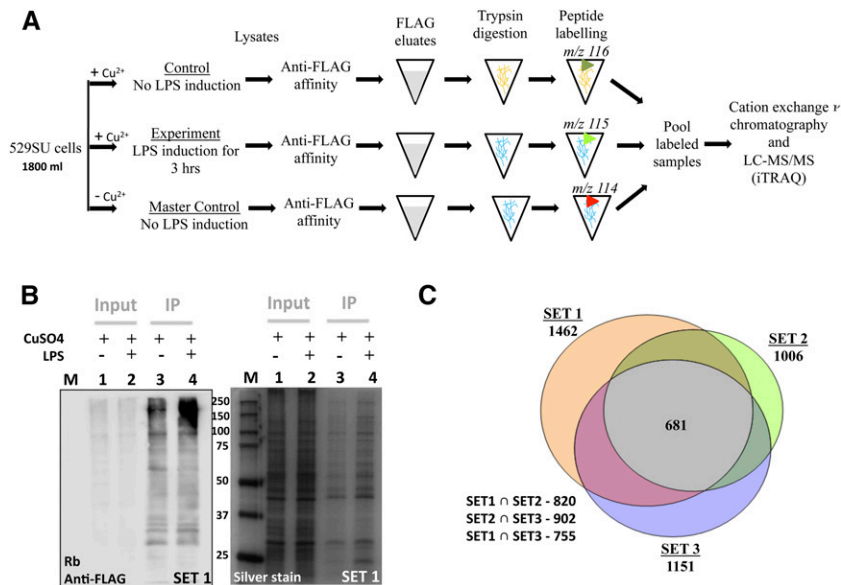 A
Lysates
FLAG
eluates
Trypsin
digestion
Peptide
labelling
529SU cells
1800 ml
+ Cu²⁺
Control
No LPS induction
Anti-FLAG
affinity
m/z 116
+ Cu²⁺
Experiment
LPS induction for
3 hrs
Anti-FLAG
affinity
m/z 115
- Cu²⁺
Master Control
No LPS induction
Anti-FLAG
affinity
m/z 114
Pool
labeled
samples
Cation exchange ν
chromatography
and
LC-MS/MS
(iTRAQ)
B
Input IP Input IP
CuSO4 + + + + + + + +
LPS - + - + - + - +
M 1 2 3 4 M 1 2 3 4
250
150
100
75
50
37
25
Rb
Anti-FLAG SET 1
Silver stain SET 1
C
SET 1
1462
SET 2
1006
681
SET1 ∩ SET2 - 820
SET2 ∩ SET3 - 902
SET1 ∩ SET3 - 755
SET 3
1151